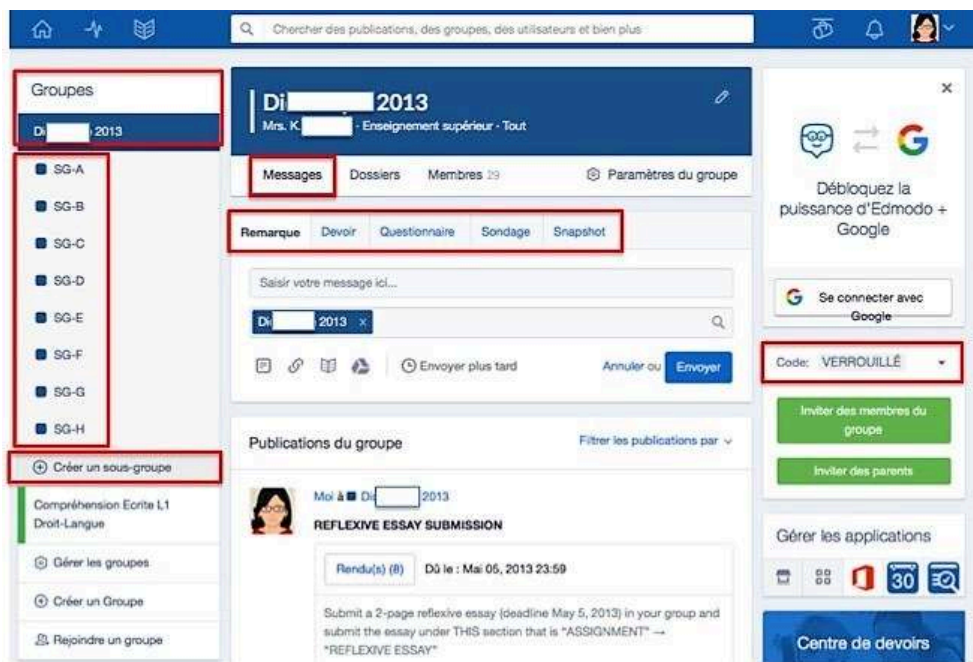 Chercher des publications, des groupes, des utilisateurs et bien plus
Groupes
Di 2013
SG-A
SG-B
SG-C
SG-D
SG-E
SG-F
SG-G
SG-H
Créer un sous-groupe
Compréhension Ecrite L1
Droit-Langue
Gérer les groupes
Créer un Groupe
Rejoindre un groupe
Di 2013
Mrs. K. - Enseignement supérieur - Tout
Messages Dossiers Membres 29 Paramètres du groupe
Remarque Devoir Questionnaire Sondage Snapshot
Saisir votre message ici...
Di 2013 x
Envoyer plus tard Annuler ou Envoyer
Publications du groupe Filtrer les publications par
Moi à Di 2013
REFLEXIVE ESSAY SUBMISSION
Rendu(s) (8) Dû le : Mai 05, 2013 23:59
Submit a 2-page reflexive essay (deadline May 5, 2013) in your group and
submit the essay under THIS section that is "ASSIGNMENT" →
"REFLEXIVE ESSAY"
Débloquez la
puissance d'Edmodo +
Google
G Se connecter avec
Google
Code: VERROUILLÉ
Inviter des membres du
groupe
Inviter des parents
Gérer les applications
30
Centre de devoirs